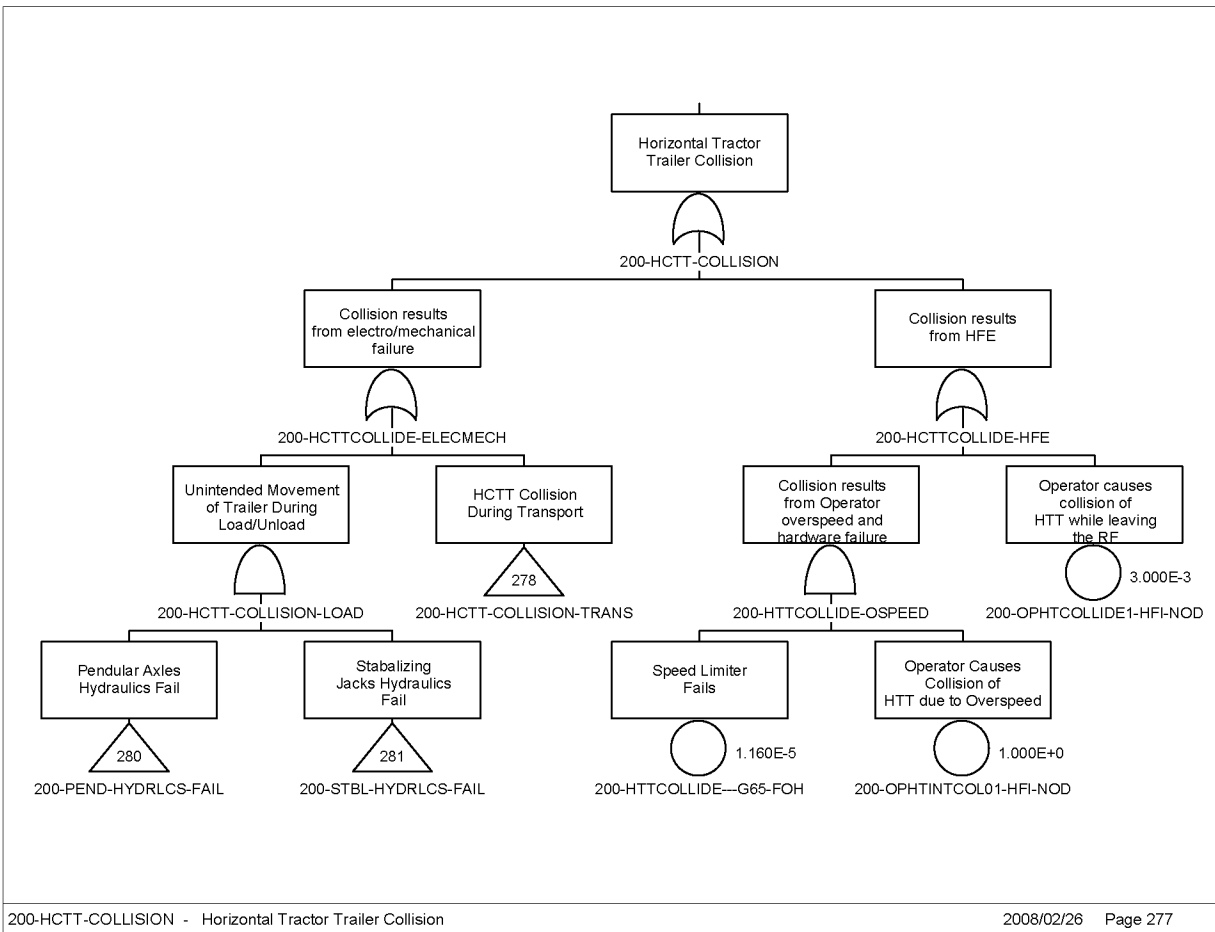 Horizontal Tractor
Trailer Collision
200-HCTT-COLLISION
Collision results
from electro/mechanical
failure
200-HCTTCOLLIDE-ELECMECH
Collision results
from HFE
200-HCTTCOLLIDE-HFE
Unintended Movement
of Trailer During
Load/Unload
200-HCTT-COLLISION-LOAD
HCTT Collision
During Transport
278
200-HCTT-COLLISION-TRANS
Collision results
from Operator
overspeed and
hardware failure
200-HTTCOLLIDE-OSPEED
Operator causes
collision of
HTT while leaving
the RF
3.000E-3
200-OPHTCOLLIDE1-HFI-NOD
Pendular Axles
Hydraulics Fail
280
200-PEND-HYDRLCS-FAIL
Stabalizing
Jacks Hydraulics
Fail
281
200-STBL-HYDRLCS-FAIL
Speed Limiter
Fails
1.160E-5
200-HTTCOLLIDE---G65-FOH
Operator Causes
Collision of
HTT due to Overspeed
1.000E+0
200-OPHTINTCOL01-HFI-NOD
200-HCTT-COLLISION - Horizontal Tractor Trailer Collision
2008/02/26 Page 277